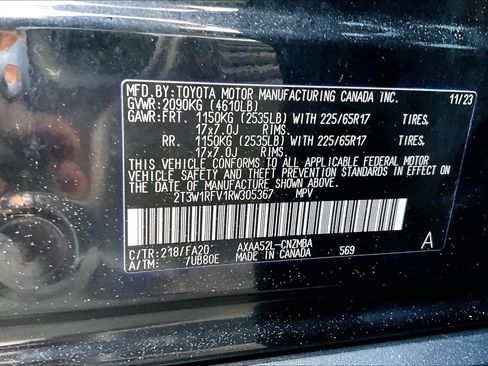 MFD.BY: TOYOTA MOTOR MANUFACTURING CANADA INC. 11/23
GVWR: 2090KG (4610LB)
GAWR: FRT. 1150KG (2535LB) WITH 225/65R17 TIRES,
17x7.0J RIMS.
RR. 1150KG (2535LB) WITH 225/65R17 TIRES,
17x7.0J RIMS.
THIS VEHICLE CONFORMS TO ALL APPLICABLE FEDERAL MOTOR
VEHICLE SAFETY AND THEFT PREVENTION STANDARDS IN EFFECT
ON THE DATE OF MANUFACTURE SHOWN ABOVE.
2T3W1RFV1RW305367 MPV
C/TR: 218/FA20 AXAA52L-CNZMBA A
A/TM: 7UB80E MADE IN CANADA 569